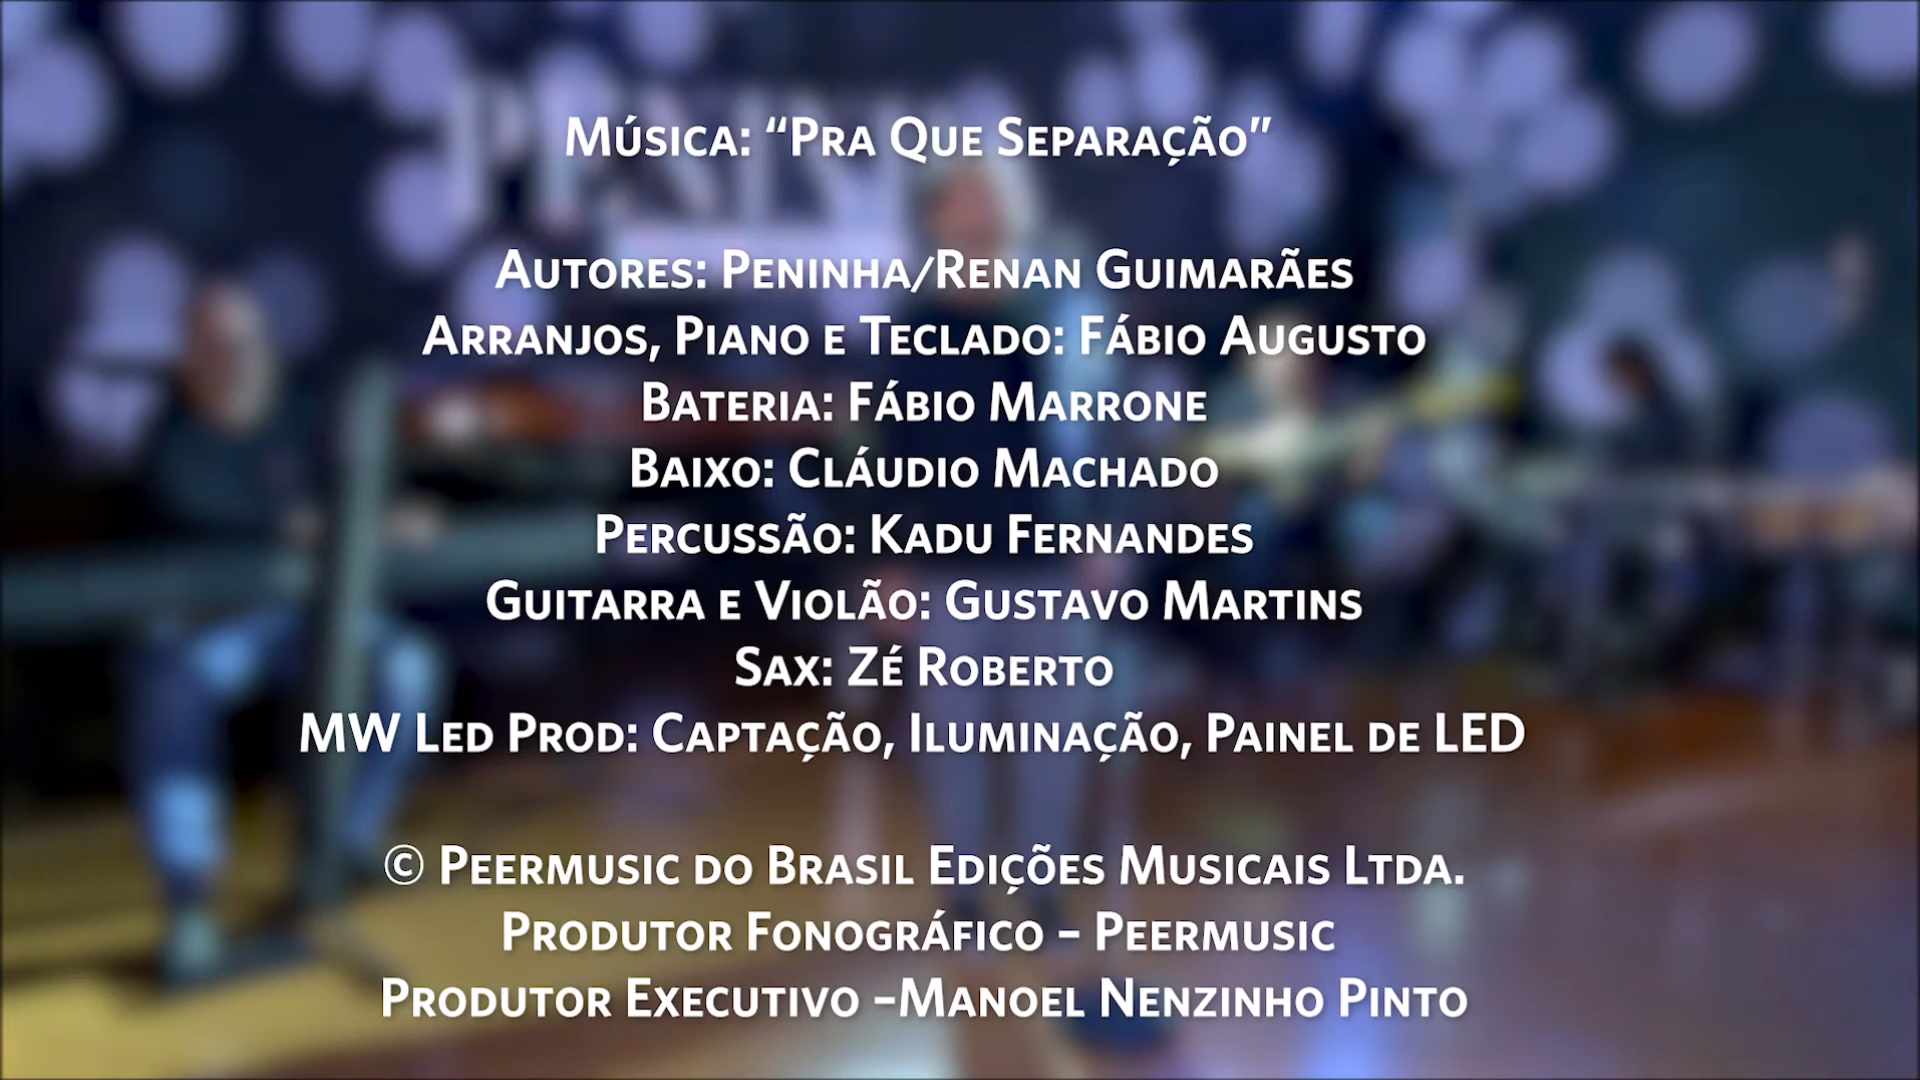 Música: “Pra Que Separação”
Autores: Peninha/Renan Guimarães
Arranjos, Piano e Teclado: Fábio Augusto
Bateria: Fábio Marrone
Baixo: Cláudio Machado
Percussão: Kadu Fernandes
Guitarra e Violão: Gustavo Martins
Sax: Zé Roberto
MW Led Prod: Captação, Iluminação, Painel de LED
© Peermusic do Brasil Edições Musicais Ltda.
Produtor Fonográfico – Peermusic
Produtor Executivo –Manoel Nenzinho Pinto